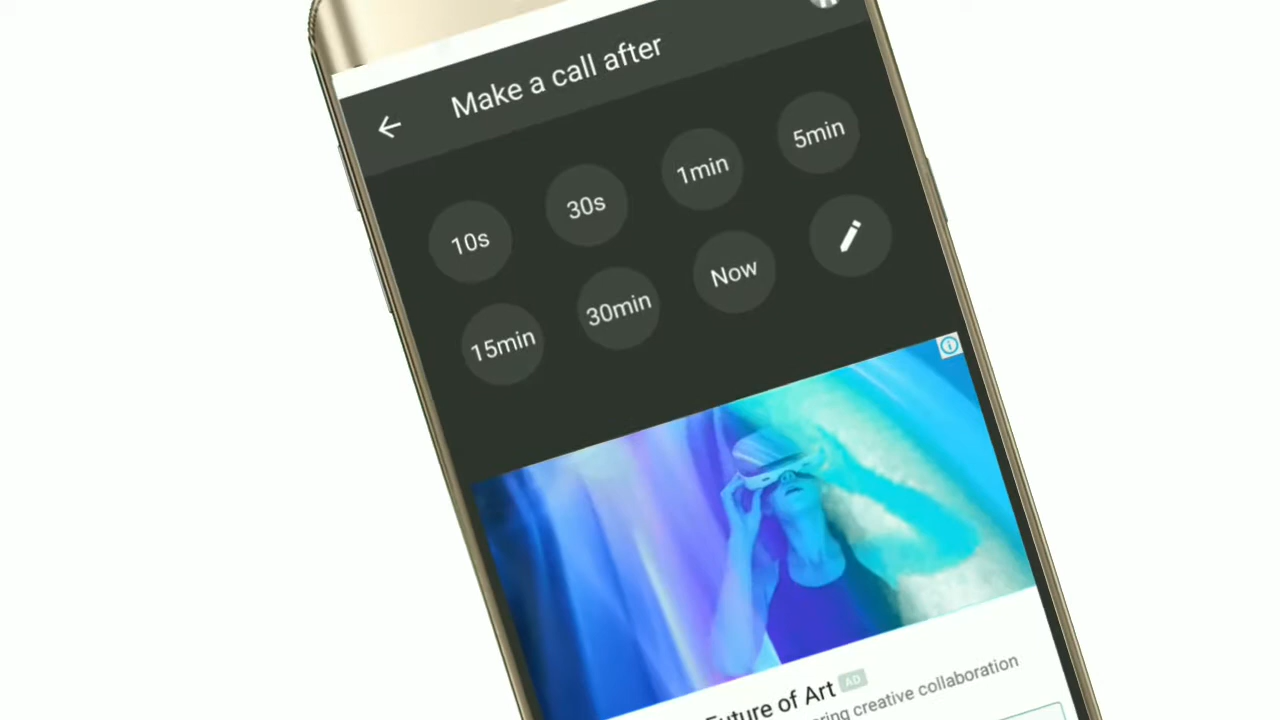 Make a call after
10s 30s 1min 5min
15min 30min Now
Future of Art AD
creative collaboration